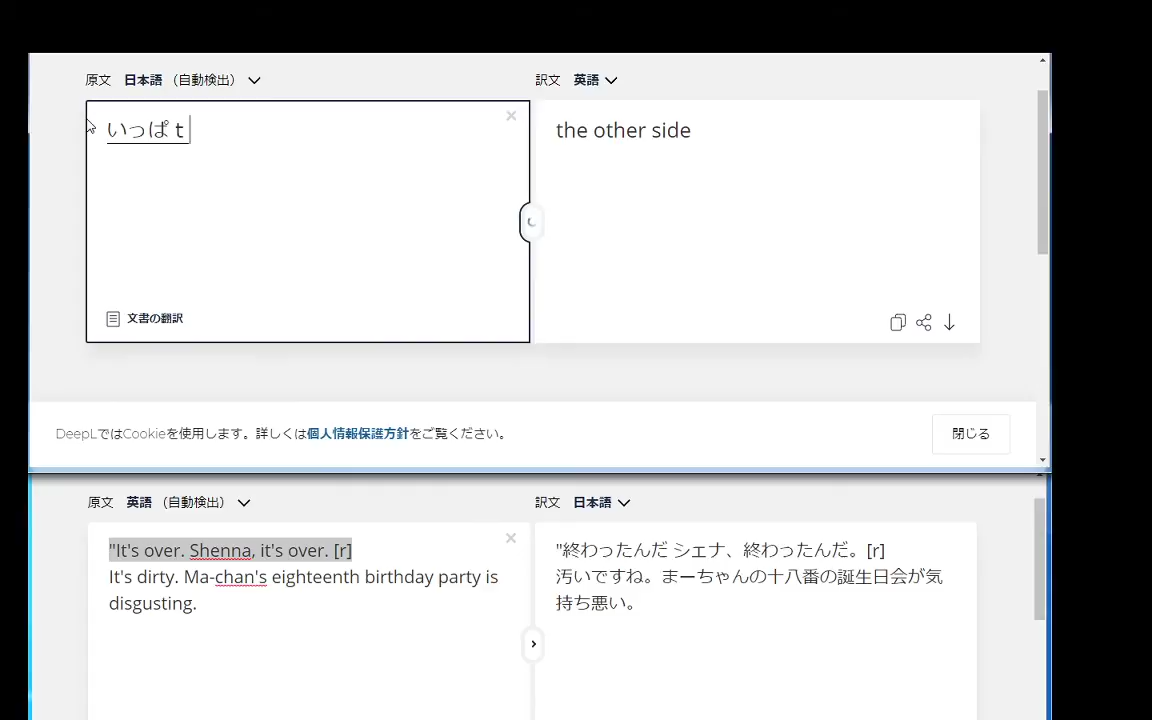 原文 日本語 （自動検出） 訳文 英語
いっぱ t
the other side
文書の翻訳
DeepLではCookieを使用します。詳しくは個人情報保護方針をご覧ください。 閉じる
原文 英語 （自動検出） 訳文 日本語
"It's over. Shenna, it's over. [r]
It's dirty. Ma-chan's eighteenth birthday party is
disgusting.
"終わったんだ シェナ、終わったんだ。[r]
汚いですね。まーちゃんの十八番の誕生日会が気
持ち悪い。